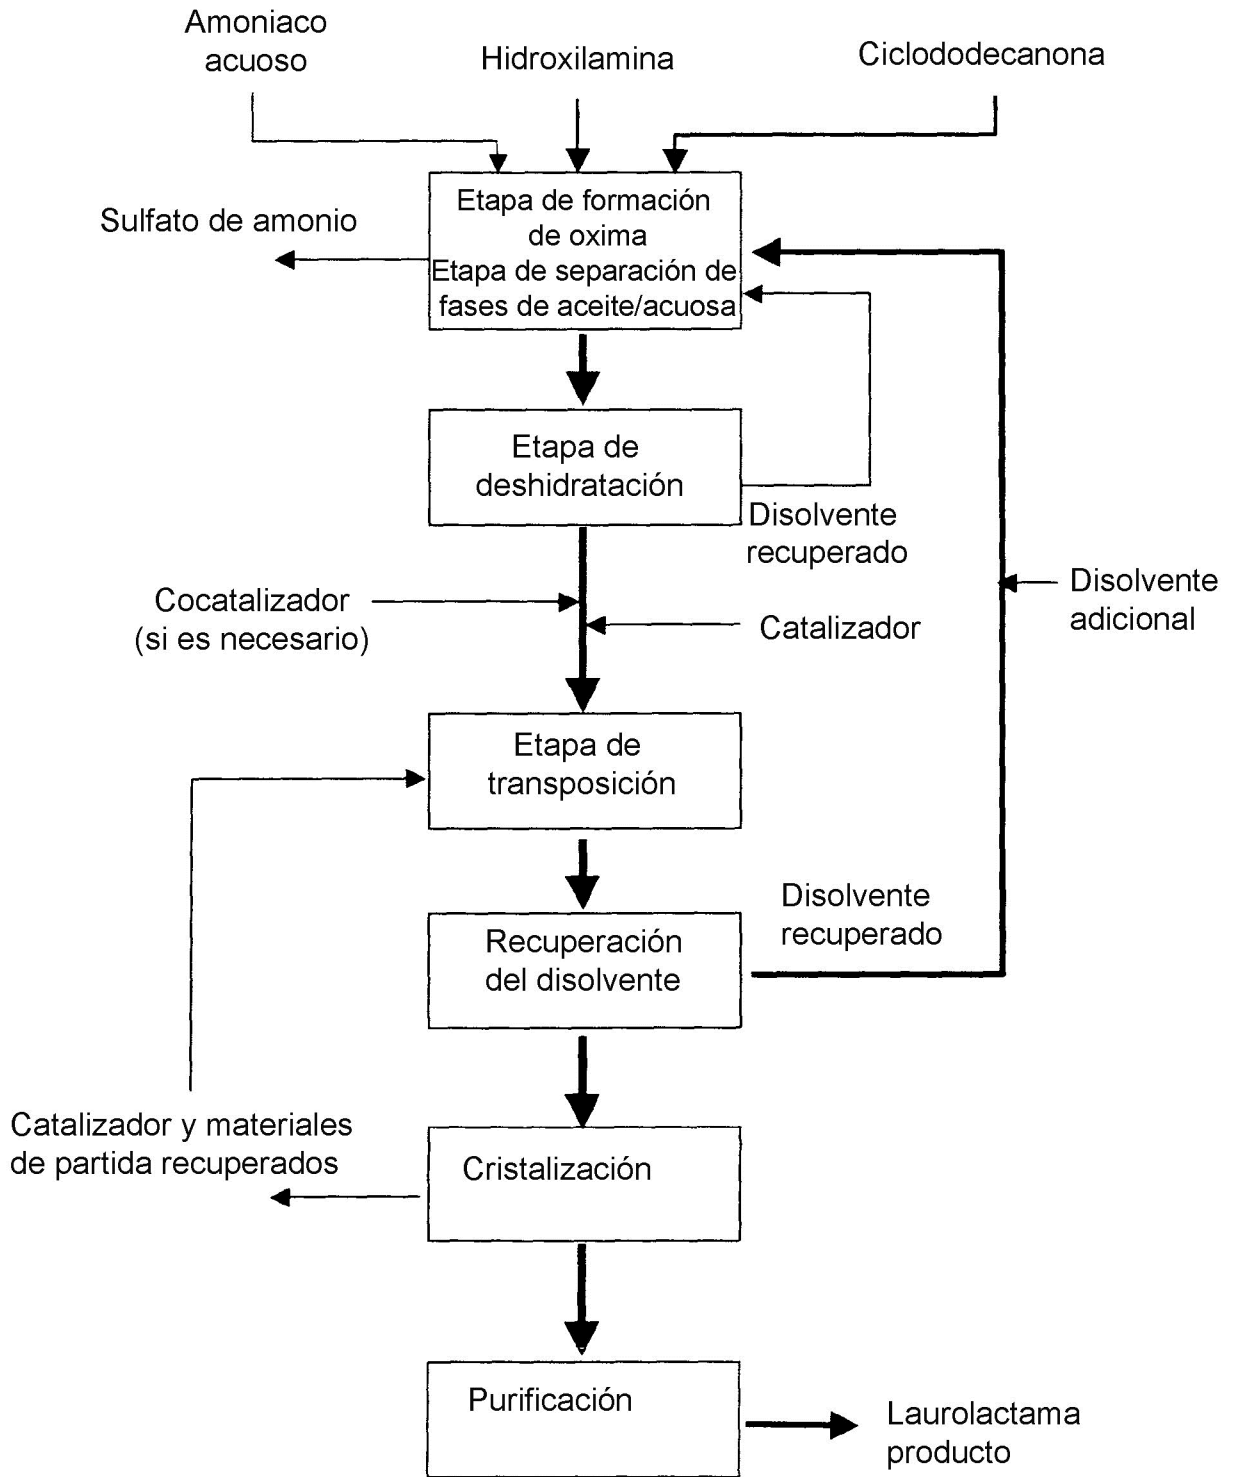 Amoniaco
acuoso
Hidroxilamina
Ciclododecanona
Etapa de formación
de oxima
Etapa de separación de
fases de aceite/acuosa
Sulfato de amonio
Etapa de
deshidratación
Disolvente
recuperado
Cocatalizador
(si es necesario)
Catalizador
Disolvente
adicional
Etapa de
transposición
Recuperación
del disolvente
Disolvente
recuperado
Catalizador y materiales
de partida recuperados
Cristalización
Purificación
Laurolactama
producto